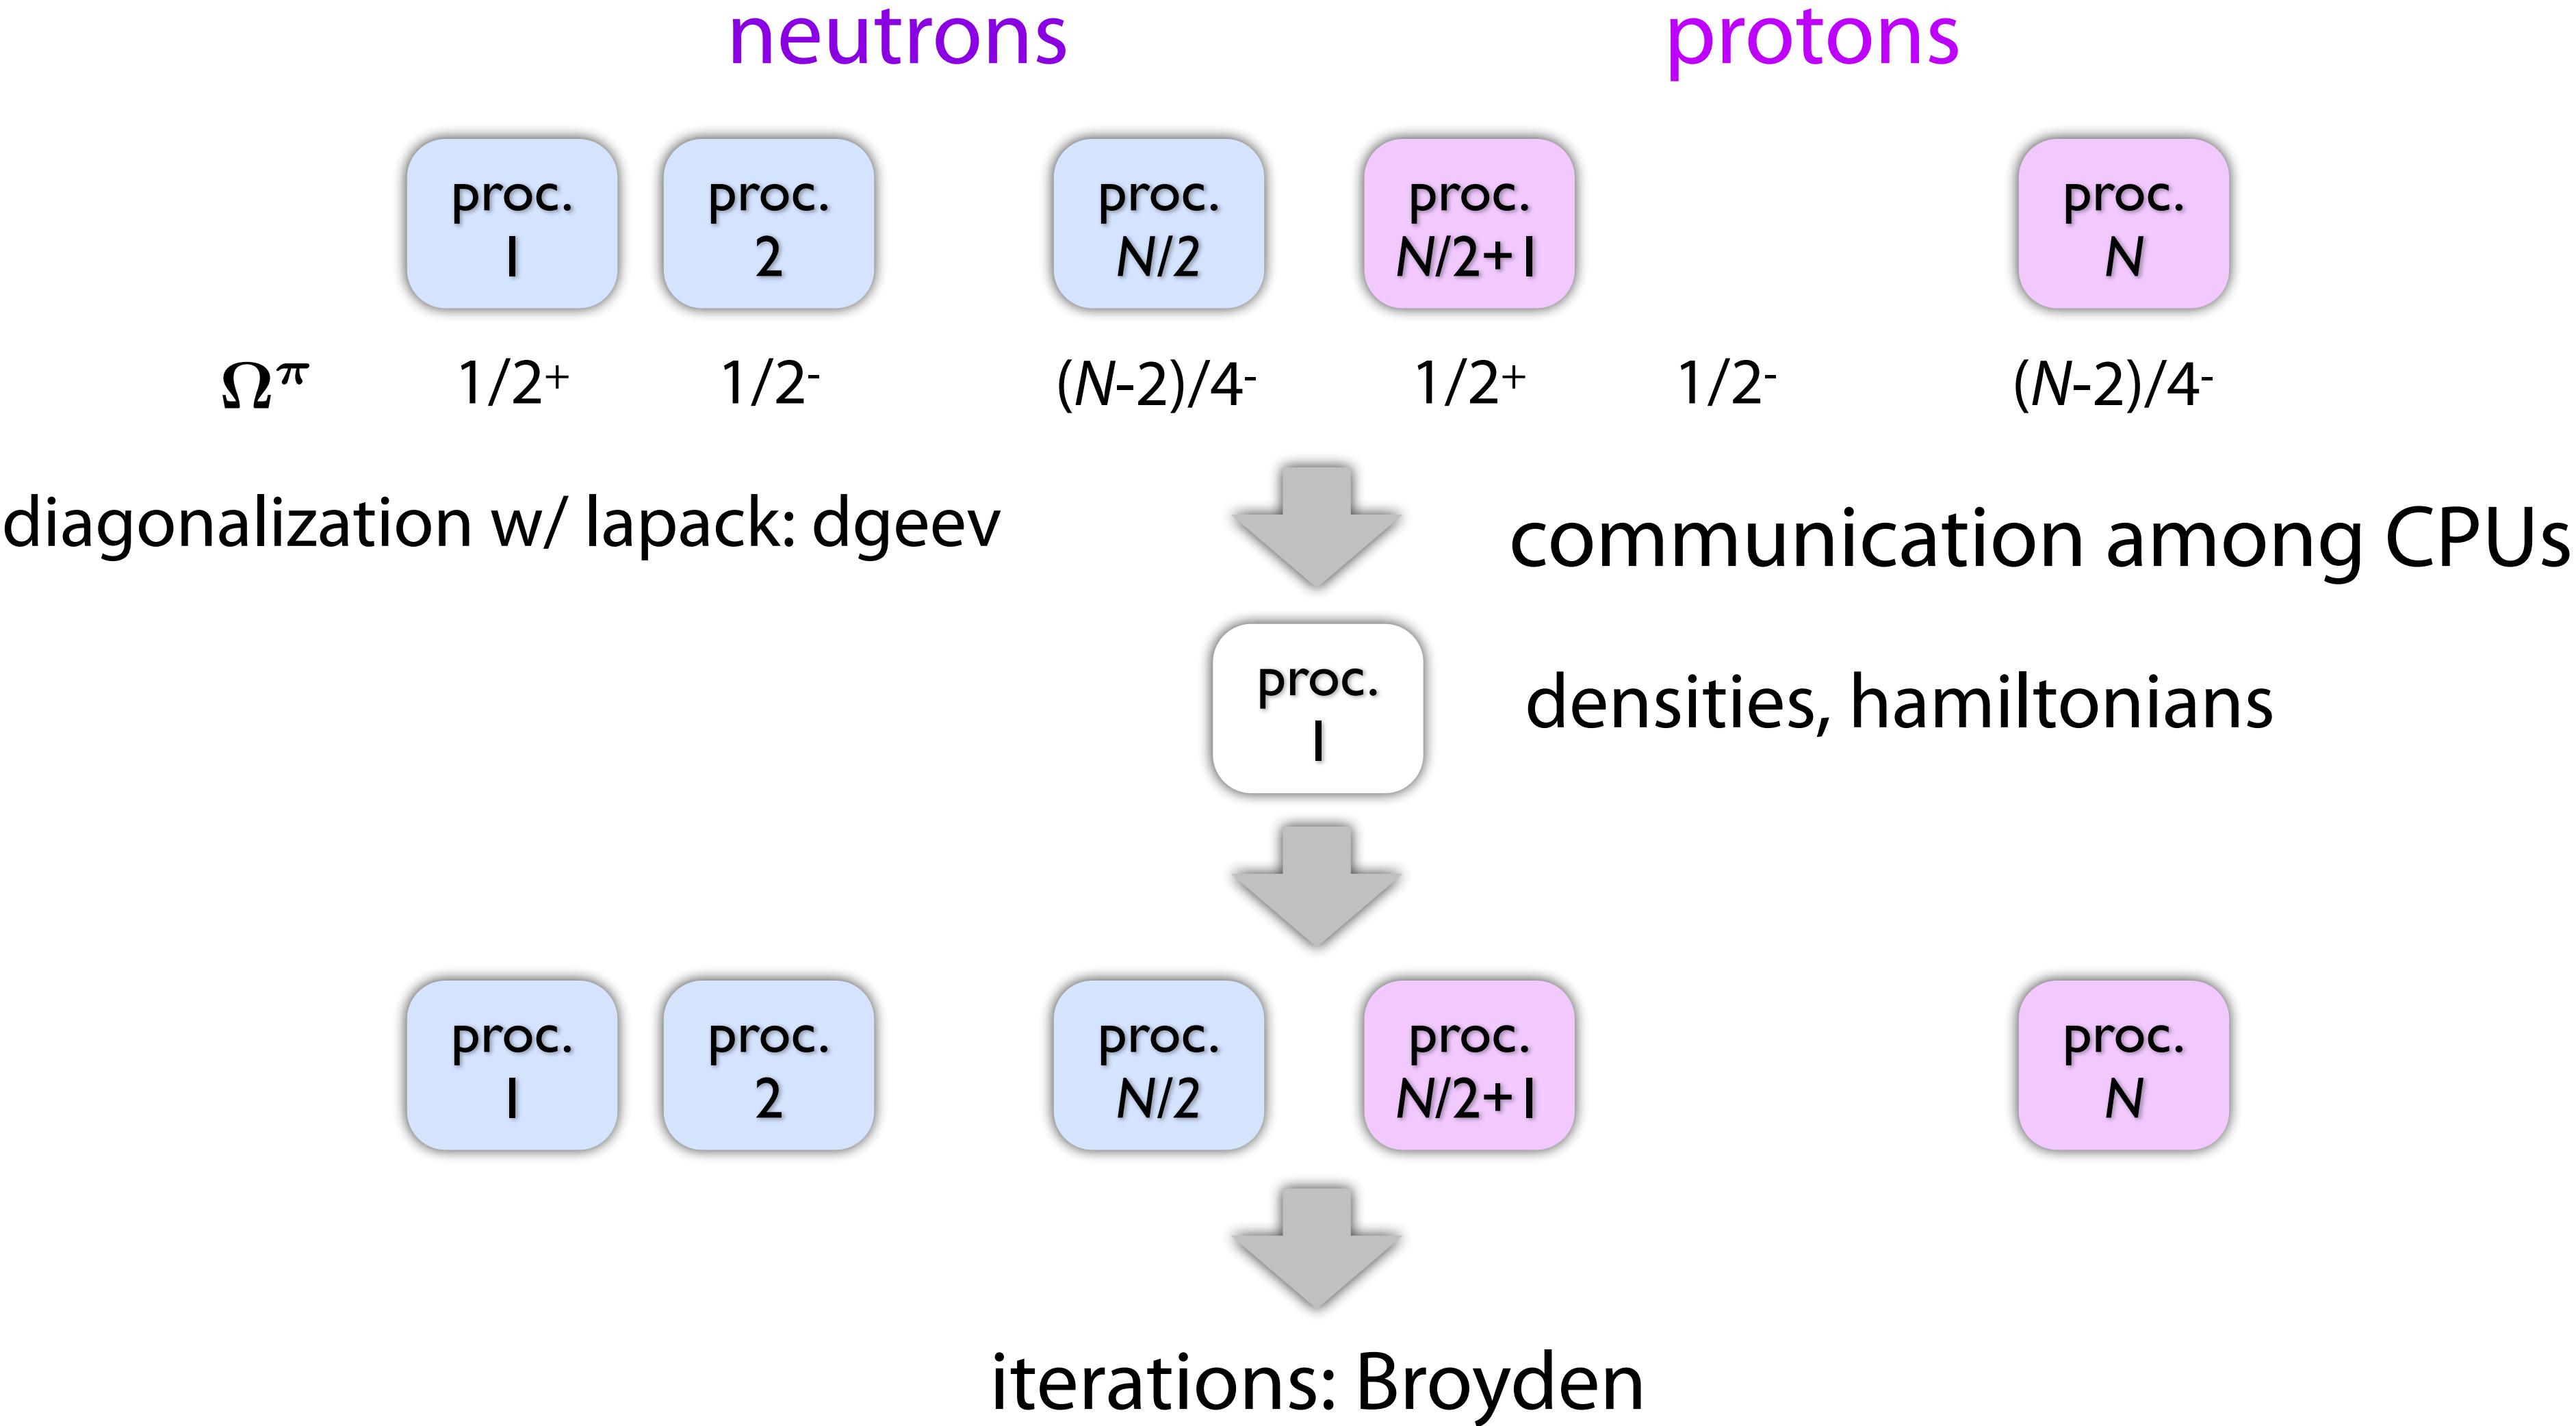 neutrons protons
proc. proc. proc. proc. proc.
1 2 N/2 N/2+1 N
Ω^π 1/2⁺ 1/2⁻ (N-2)/4⁻ 1/2⁺ 1/2⁻ (N-2)/4⁻
diagonalization w/ lapack: dgeev
communication among CPUs
proc.
1
densities, hamiltonians
proc. proc. proc. proc. proc.
1 2 N/2 N/2+1 N
iterations: Broyden